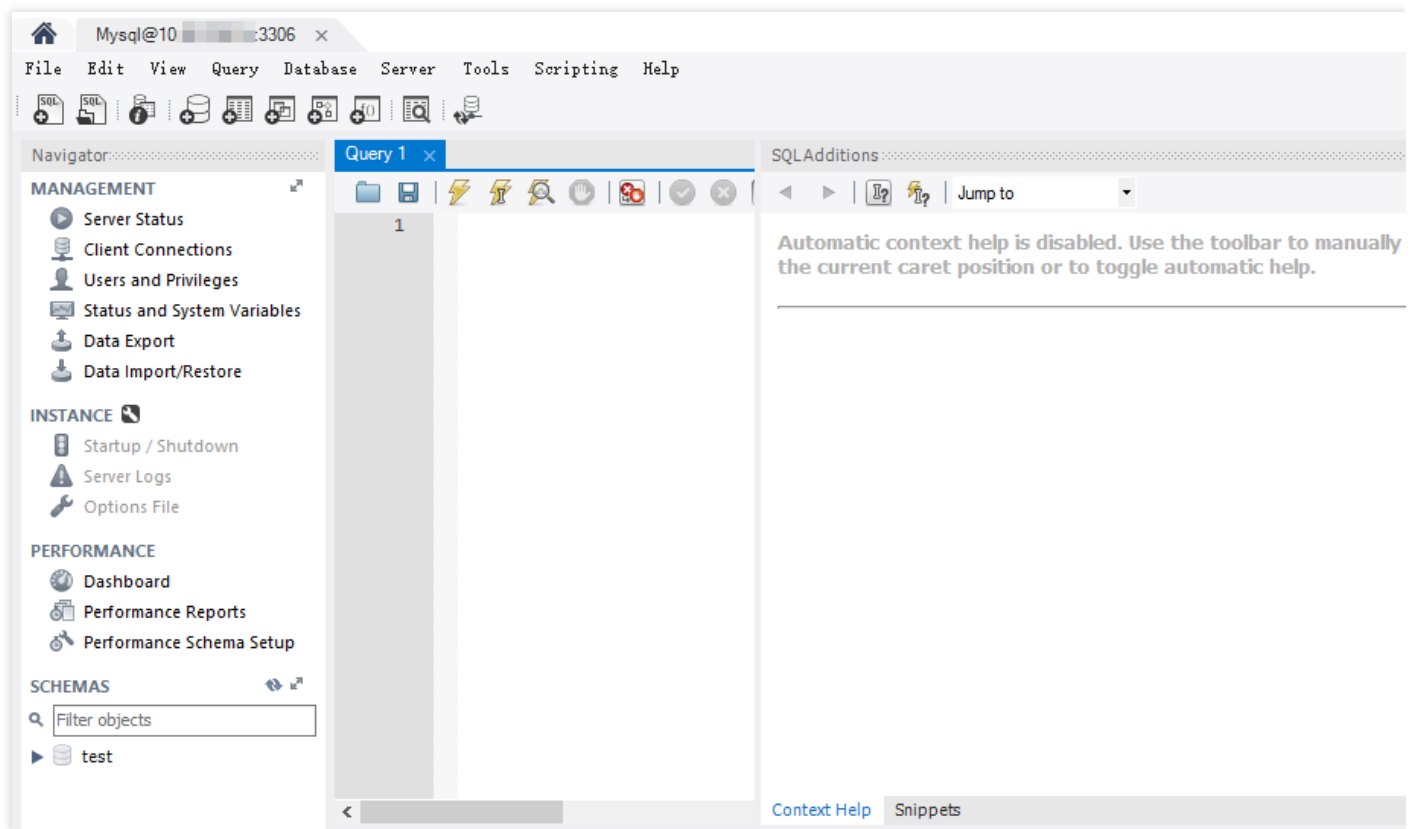 Mysql@10 :3306
File Edit View Query Database Server Tools Scripting Help
SQL SQL
Navigator
MANAGEMENT
Server Status
Client Connections
Users and Privileges
Status and System Variables
Data Export
Data Import/Restore
INSTANCE
Startup / Shutdown
Server Logs
Options File
PERFORMANCE
Dashboard
Performance Reports
Performance Schema Setup
SCHEMAS
Filter objects
test
Query 1
1
SQLAdditions
Jump to
Automatic context help is disabled. Use the toolbar to manually
the current caret position or to toggle automatic help.
Context Help Snippets